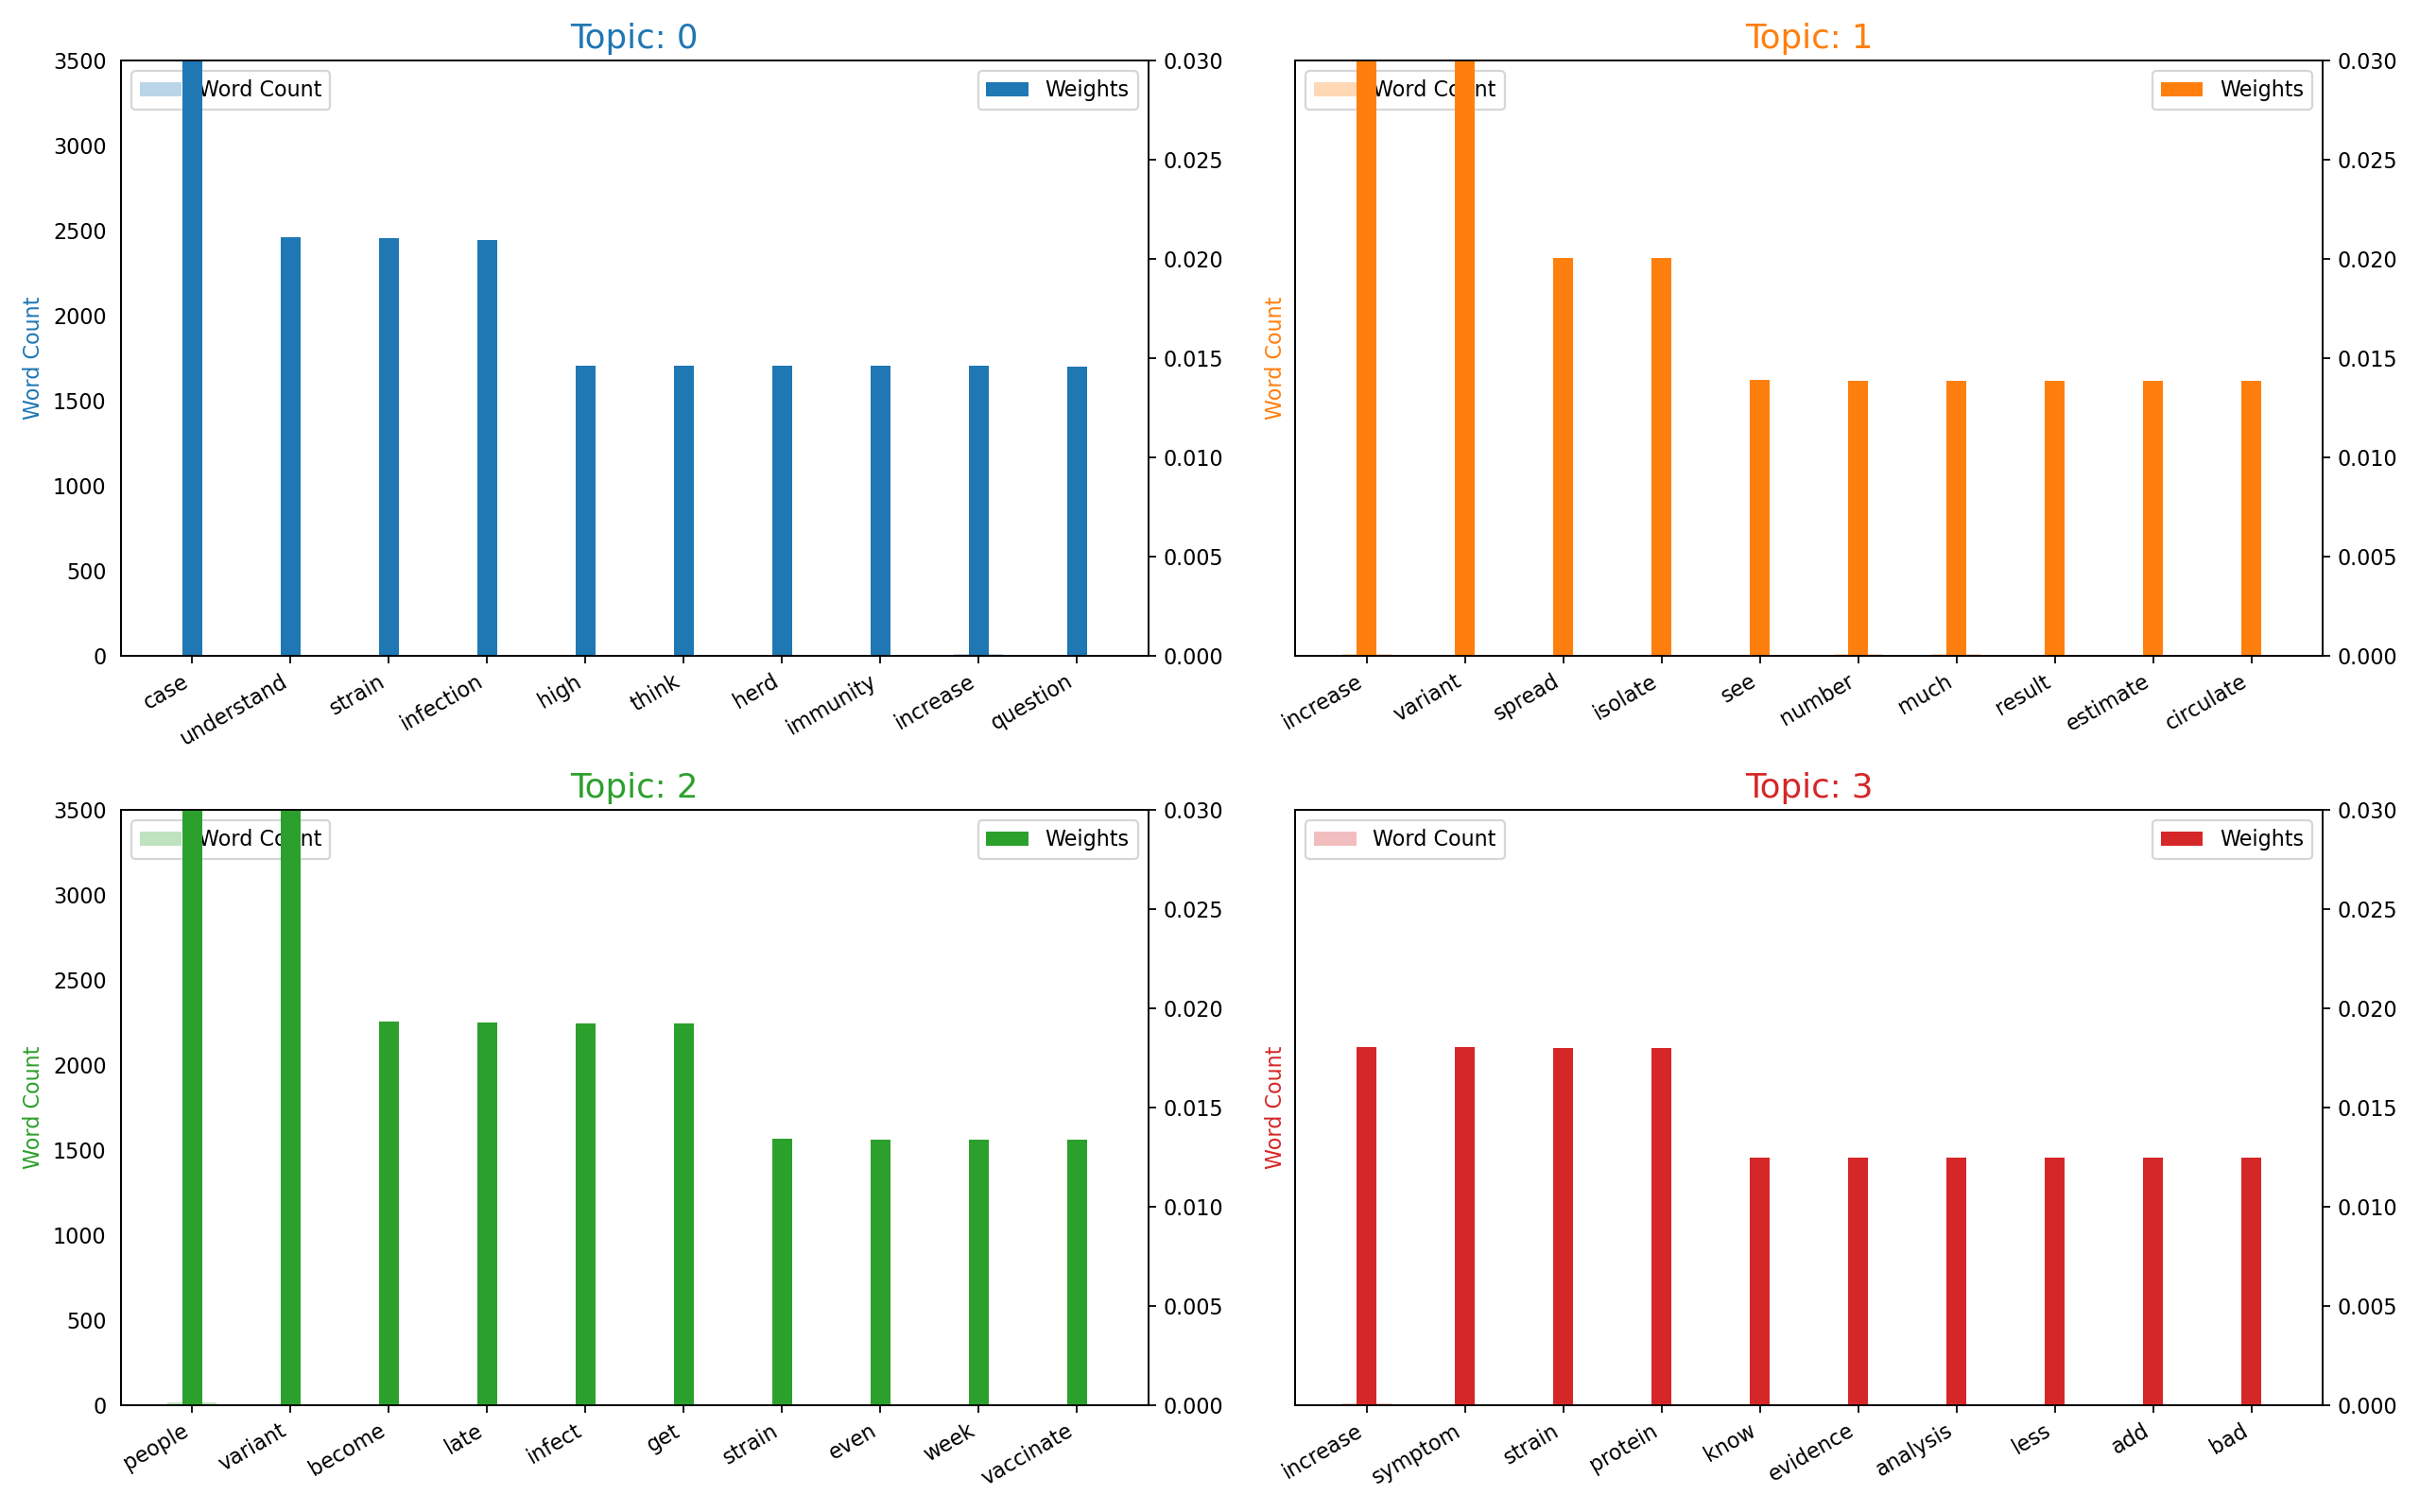 Topic: 0
3500
3000
2500
2000
1500
1000
500
0
Word Count
Word Count
Weights
0.030
0.025
0.020
0.015
0.010
0.005
0.000
case
understand
strain
infection
high
think
herd
immunity
increase
question
Topic: 1
Word Count
Word Count
Weights
0.030
0.025
0.020
0.015
0.010
0.005
0.000
increase
variant
spread
isolate
see
number
much
result
estimate
circulate
Topic: 2
3500
3000
2500
2000
1500
1000
500
0
Word Count
Word Count
Weights
0.030
0.025
0.020
0.015
0.010
0.005
0.000
people
variant
become
late
infect
get
strain
even
week
vaccinate
Topic: 3
Word Count
Word Count
Weights
0.030
0.025
0.020
0.015
0.010
0.005
0.000
increase
symptom
strain
protein
know
evidence
analysis
less
add
bad